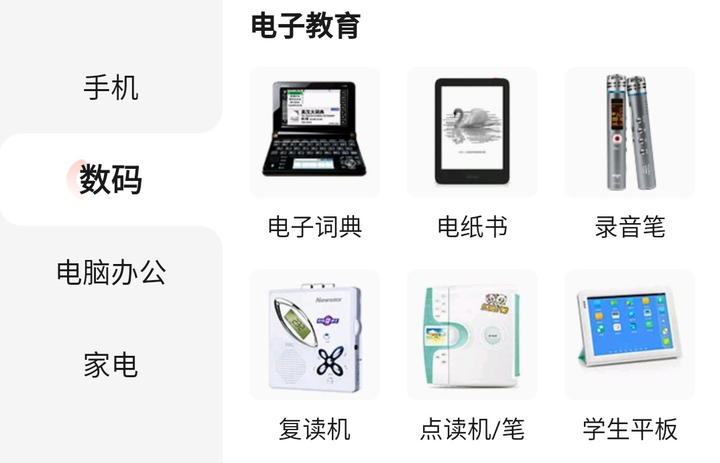 电子教育
手机
数码
电脑办公
家电
电子词典
电纸书
录音笔
Newsmy
复读机
点读机/笔
学生平板